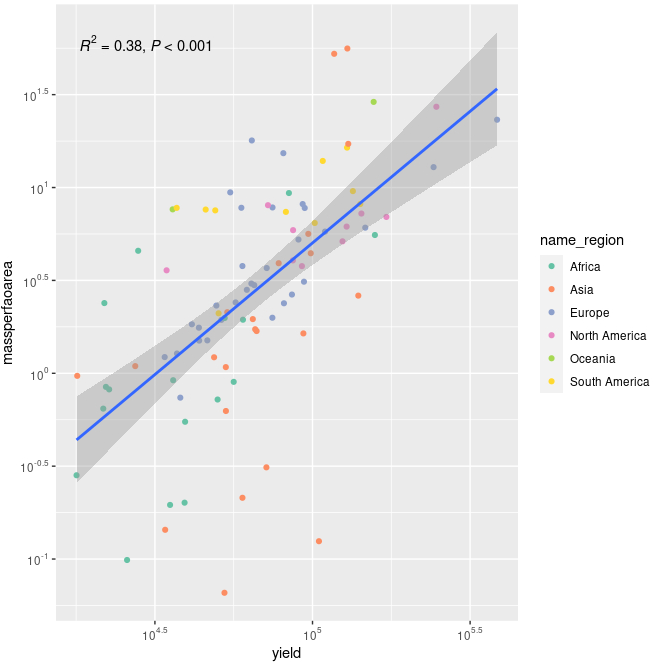 R² = 0.38, P < 0.001
massperfaoarea
10^1.5
10^1
10^0.5
10^0
10^-0.5
10^-1
10^4.5
10^5
10^5.5
yield
name_region
Africa
Asia
Europe
North America
Oceania
South America